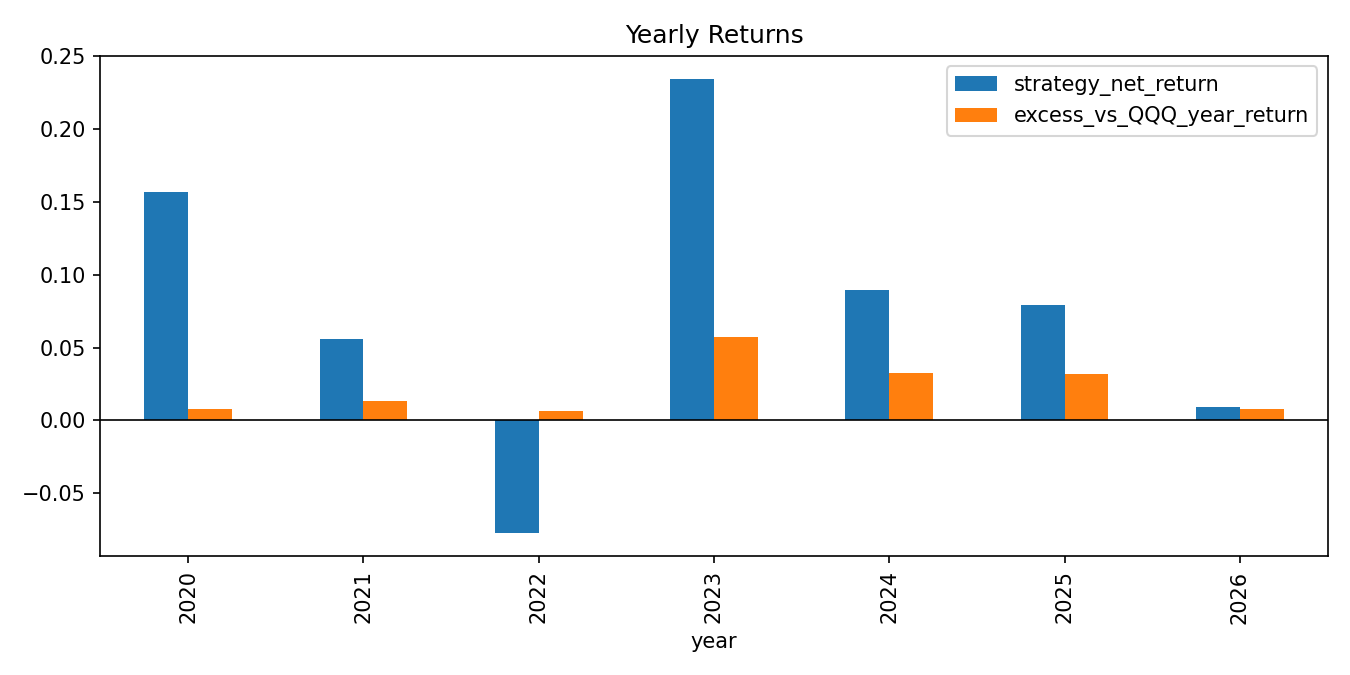 Yearly Returns
strategy_net_return
excess_vs_QQQ_year_return
0.25
0.20
0.15
0.10
0.05
0.00
−0.05
2020 2021 2022 2023 2024 2025 2026
year